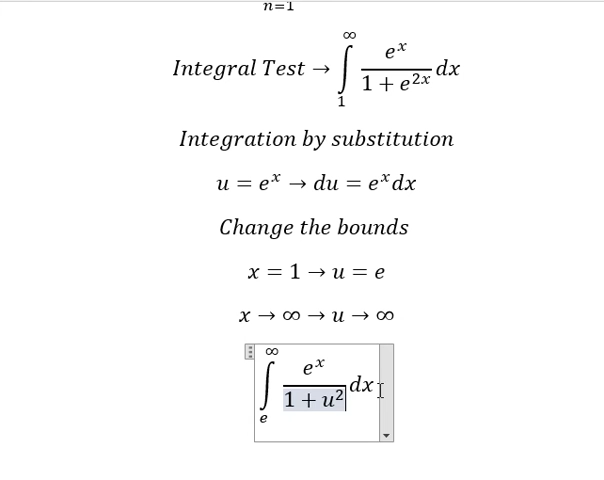 n=1
Integral Test → ∫₁^∞ eˣ/(1 + e²ˣ) dx
Integration by substitution
u = eˣ → du = eˣdx
Change the bounds
x = 1 → u = e
x → ∞ → u → ∞
∫ₑ^∞ eˣ/(1 + u²) dx